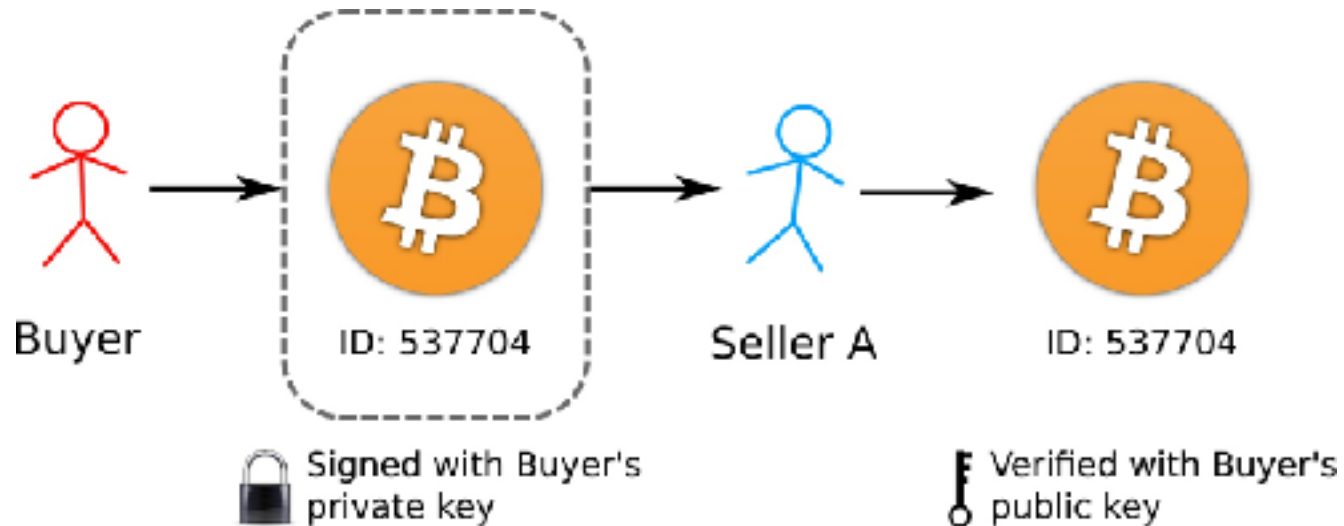 Buyer
ID: 537704
Seller A
ID: 537704
Signed with Buyer's
private key
Verified with Buyer's
public key